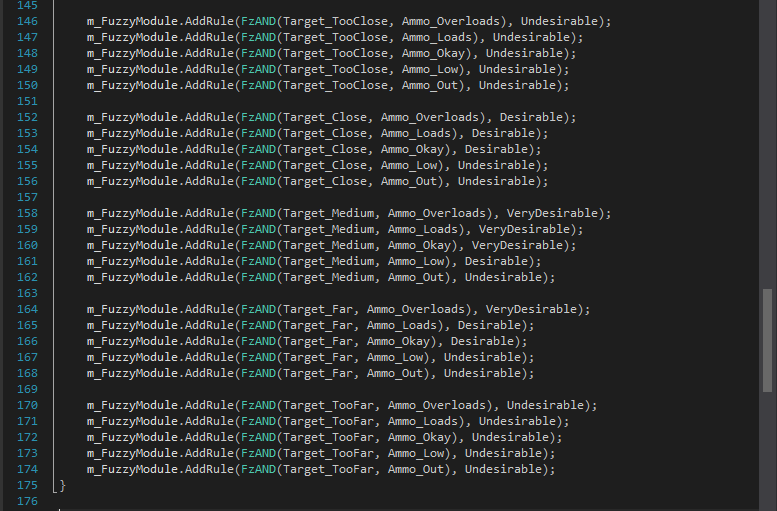 145
146 m_FuzzyModule.AddRule(FzAND(Target_TooClose, Ammo_Overloads), Undesirable);
147 m_FuzzyModule.AddRule(FzAND(Target_TooClose, Ammo_Loads), Undesirable);
148 m_FuzzyModule.AddRule(FzAND(Target_TooClose, Ammo_Okay), Undesirable);
149 m_FuzzyModule.AddRule(FzAND(Target_TooClose, Ammo_Low), Undesirable);
150 m_FuzzyModule.AddRule(FzAND(Target_TooClose, Ammo_Out), Undesirable);
151
152 m_FuzzyModule.AddRule(FzAND(Target_Close, Ammo_Overloads), Desirable);
153 m_FuzzyModule.AddRule(FzAND(Target_Close, Ammo_Loads), Desirable);
154 m_FuzzyModule.AddRule(FzAND(Target_Close, Ammo_Okay), Desirable);
155 m_FuzzyModule.AddRule(FzAND(Target_Close, Ammo_Low), Undesirable);
156 m_FuzzyModule.AddRule(FzAND(Target_Close, Ammo_Out), Undesirable);
157
158 m_FuzzyModule.AddRule(FzAND(Target_Medium, Ammo_Overloads), VeryDesirable);
159 m_FuzzyModule.AddRule(FzAND(Target_Medium, Ammo_Loads), VeryDesirable);
160 m_FuzzyModule.AddRule(FzAND(Target_Medium, Ammo_Okay), VeryDesirable);
161 m_FuzzyModule.AddRule(FzAND(Target_Medium, Ammo_Low), Desirable);
162 m_FuzzyModule.AddRule(FzAND(Target_Medium, Ammo_Out), Undesirable);
163
164 m_FuzzyModule.AddRule(FzAND(Target_Far, Ammo_Overloads), VeryDesirable);
165 m_FuzzyModule.AddRule(FzAND(Target_Far, Ammo_Loads), Desirable);
166 m_FuzzyModule.AddRule(FzAND(Target_Far, Ammo_Okay), Desirable);
167 m_FuzzyModule.AddRule(FzAND(Target_Far, Ammo_Low), Undesirable);
168 m_FuzzyModule.AddRule(FzAND(Target_Far, Ammo_Out), Undesirable);
169
170 m_FuzzyModule.AddRule(FzAND(Target_TooFar, Ammo_Overloads), Undesirable);
171 m_FuzzyModule.AddRule(FzAND(Target_TooFar, Ammo_Loads), Undesirable);
172 m_FuzzyModule.AddRule(FzAND(Target_TooFar, Ammo_Okay), Undesirable);
173 m_FuzzyModule.AddRule(FzAND(Target_TooFar, Ammo_Low), Undesirable);
174 m_FuzzyModule.AddRule(FzAND(Target_TooFar, Ammo_Out), Undesirable);
175 }
176